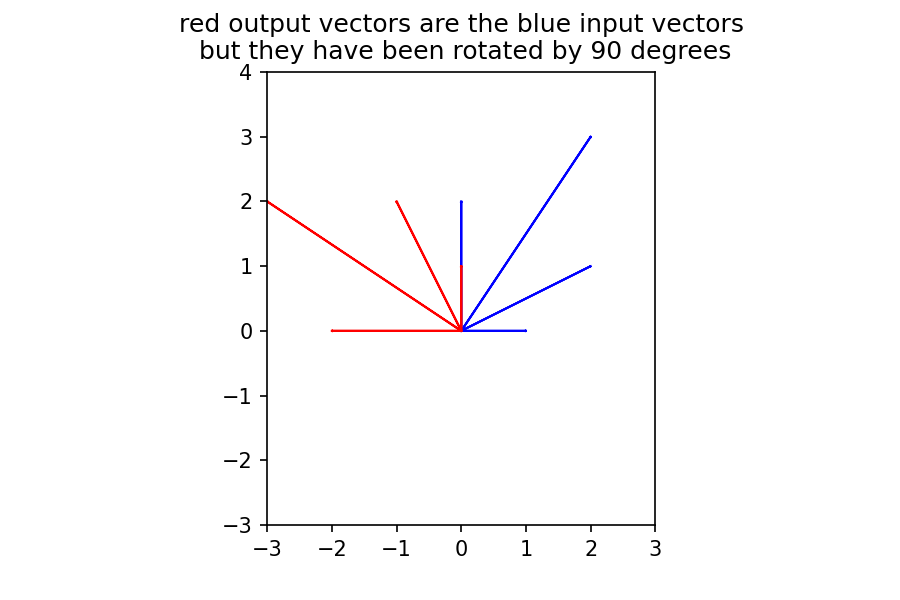 red output vectors are the blue input vectors
but they have been rotated by 90 degrees
4
3
2
1
0
−1
−2
−3
−3 −2 −1 0 1 2 3